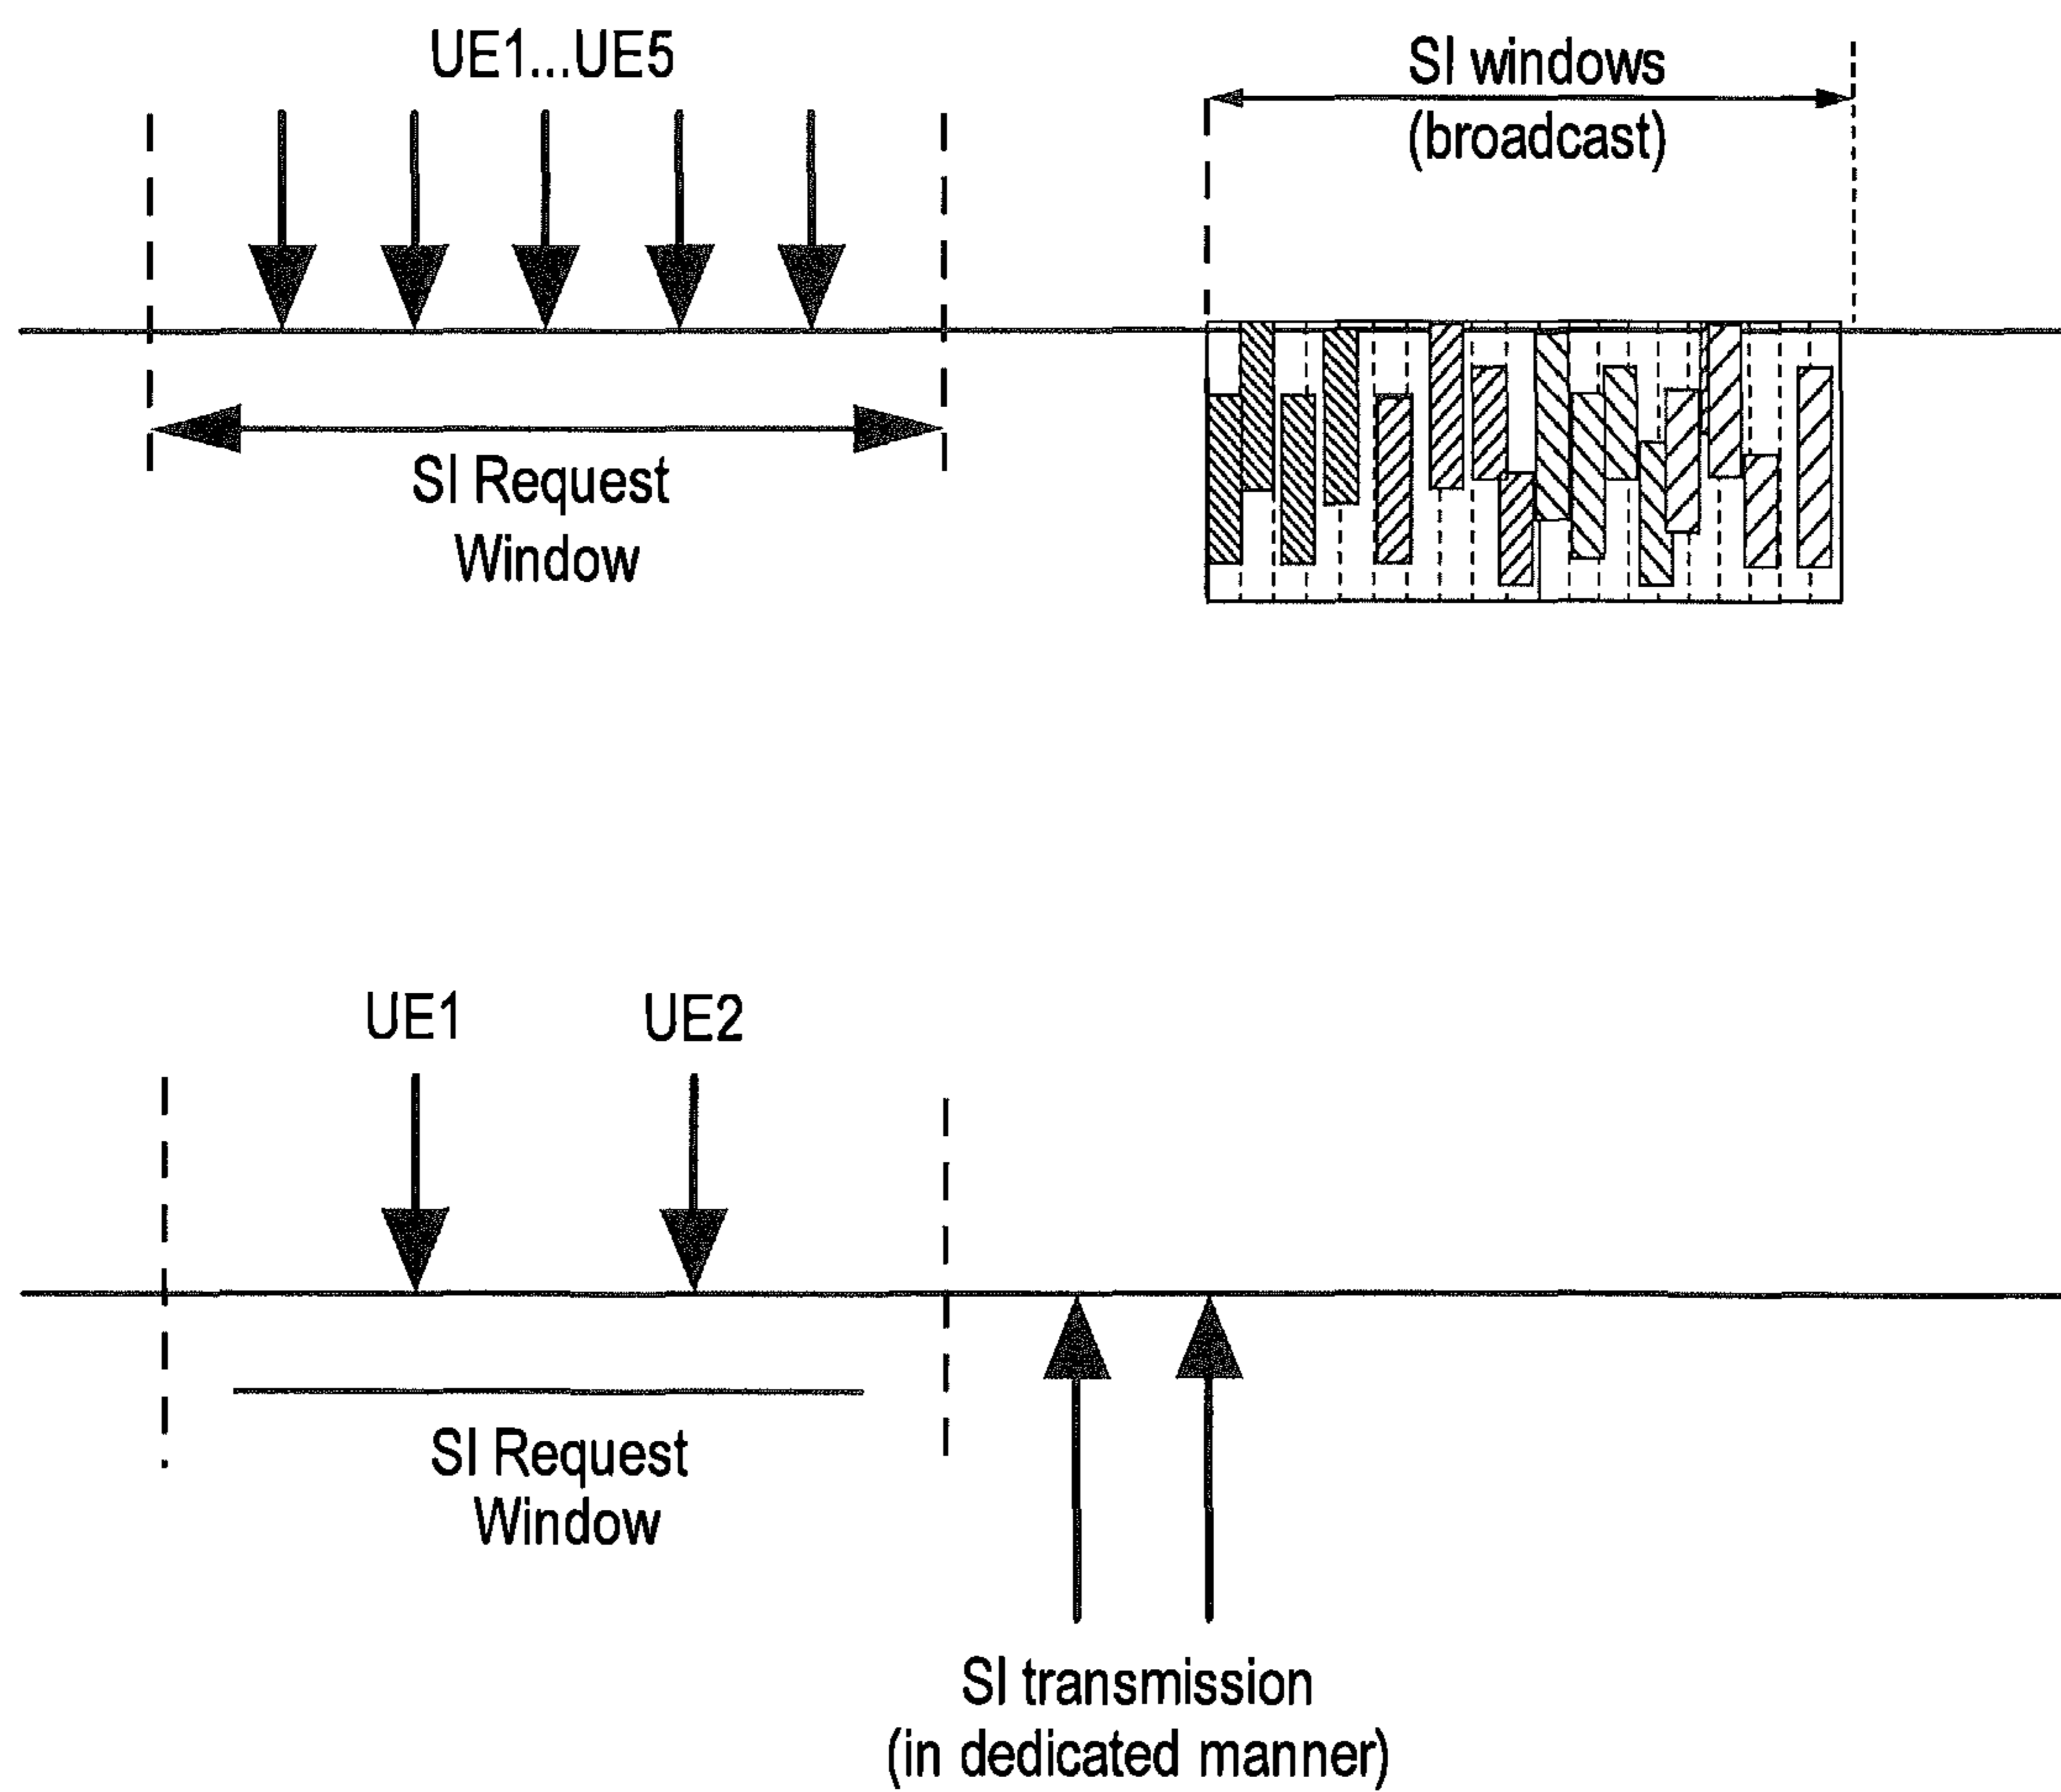 UE1...UE5
SI windows
(broadcast)
SI Request
Window
UE1
UE2
SI Request
Window
SI transmission
(in dedicated manner)